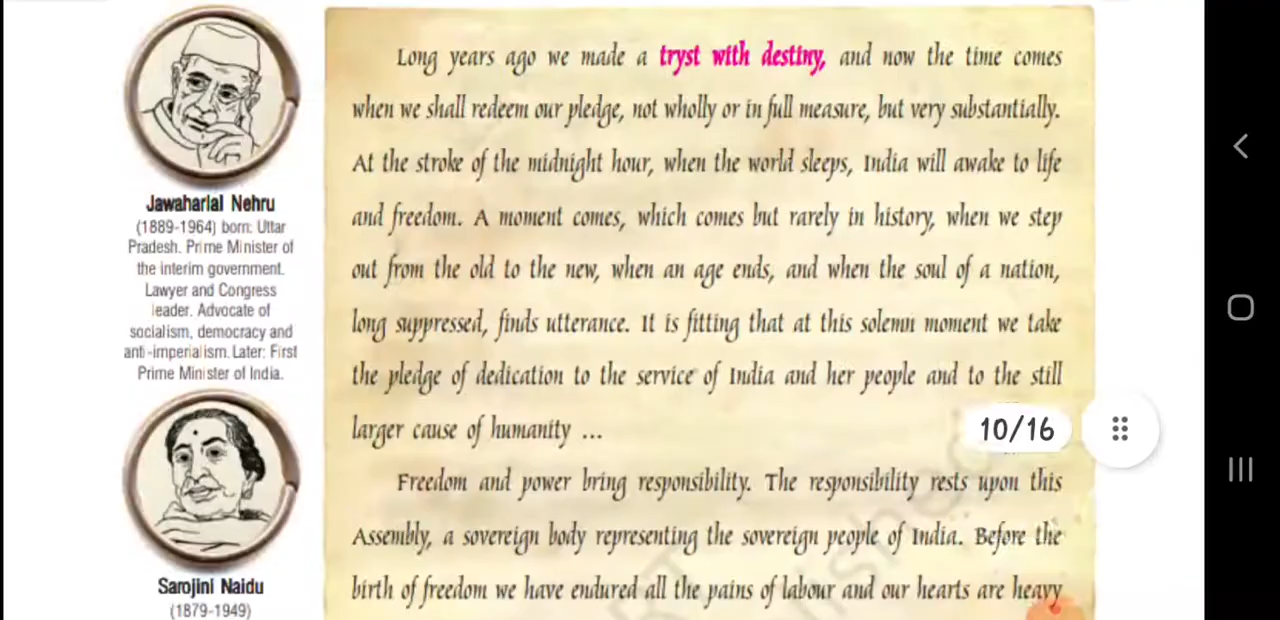 Jawaharlal Nehru
(1889-1964) born: Uttar
Pradesh. Prime Minister of
the interim government.
Lawyer and Congress
leader. Advocate of
socialism, democracy and
anti-imperialism. Later: First
Prime Minister of India.
Sarojini Naidu
(1879-1949)
Long years ago we made a tryst with destiny, and now the time comes
when we shall redeem our pledge, not wholly or in full measure, but very substantially.
At the stroke of the midnight hour, when the world sleeps, India will awake to life
and freedom. A moment comes, which comes but rarely in history, when we step
out from the old to the new, when an age ends, and when the soul of a nation,
long suppressed, finds utterance. It is fitting that at this solemn moment we take
the pledge of dedication to the service of India and her people and to the still
larger cause of humanity ...
Freedom and power bring responsibility. The responsibility rests upon this
Assembly, a sovereign body representing the sovereign people of India. Before the
birth of freedom we have endured all the pains of labour and our hearts are heavy
10/16